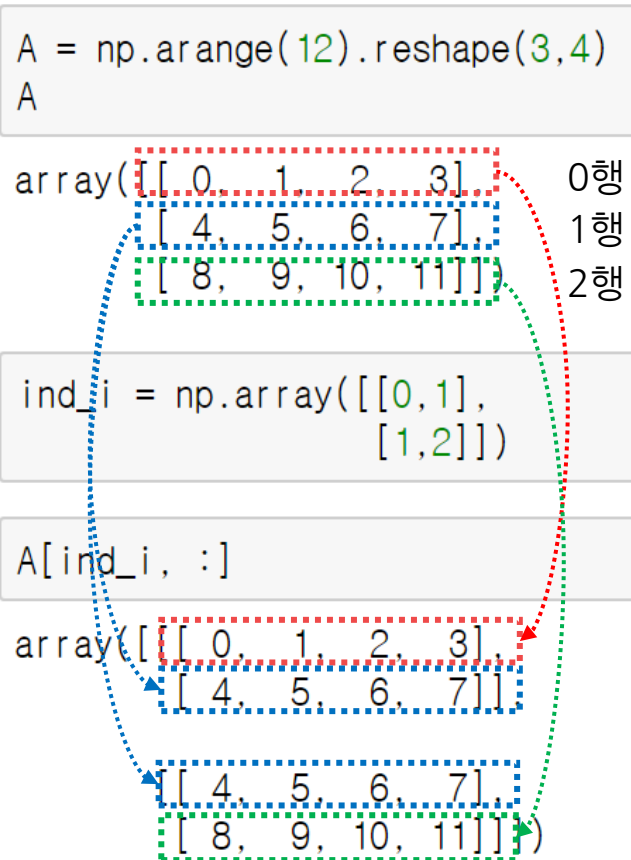 A = np.arange(12).reshape(3,4)
A
array([[ 0, 1, 2, 3], 0행
[ 4, 5, 6, 7], 1행
[ 8, 9, 10, 11]]) 2행
ind_i = np.array([[0,1],
[1,2]])
A[ind_i, :]
array([[[ 0, 1, 2, 3],
[ 4, 5, 6, 7]],
[[ 4, 5, 6, 7],
[ 8, 9, 10, 11]]])